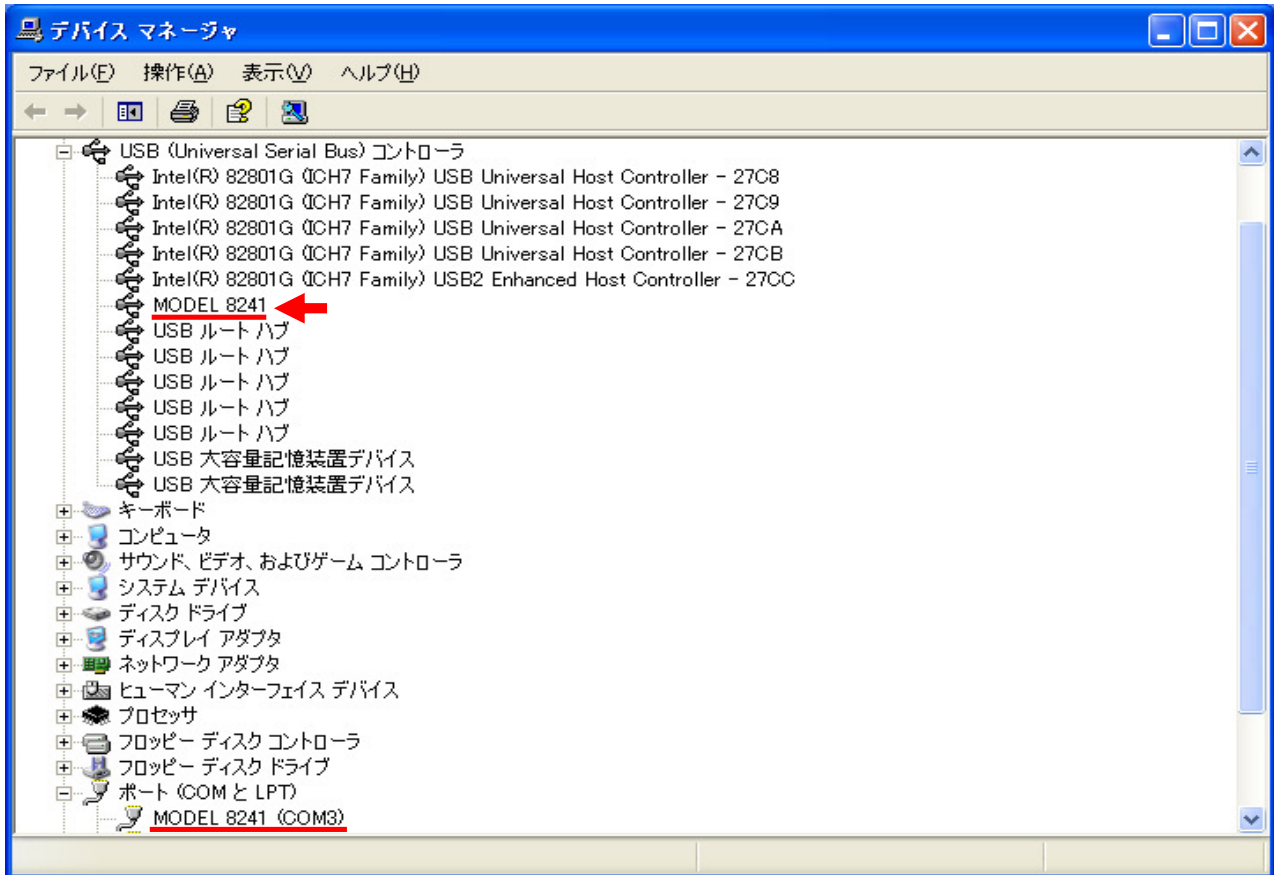 デバイス マネージャ
ファイル(F) 操作(A) 表示(V) ヘルプ(H)
USB (Universal Serial Bus) コントローラ
Intel(R) 82801G (ICH7 Family) USB Universal Host Controller - 27C8
Intel(R) 82801G (ICH7 Family) USB Universal Host Controller - 27C9
Intel(R) 82801G (ICH7 Family) USB Universal Host Controller - 27CA
Intel(R) 82801G (ICH7 Family) USB Universal Host Controller - 27CB
Intel(R) 82801G (ICH7 Family) USB2 Enhanced Host Controller - 27CC
MODEL 8241
USB ルート ハブ
USB ルート ハブ
USB ルート ハブ
USB ルート ハブ
USB ルート ハブ
USB 大容量記憶装置デバイス
USB 大容量記憶装置デバイス
キーボード
コンピュータ
サウンド、ビデオ、およびゲーム コントローラ
システム デバイス
ディスク ドライブ
ディスプレイ アダプタ
ネットワーク アダプタ
ヒューマン インターフェイス デバイス
プロセッサ
フロッピー ディスク コントローラ
フロッピー ディスク ドライブ
ポート (COM と LPT)
MODEL 8241 (COM3)